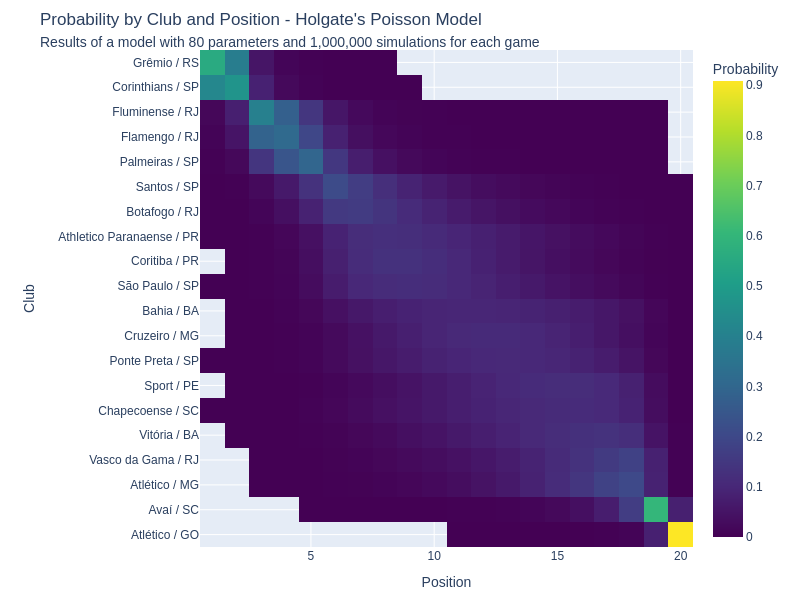 Probability by Club and Position - Holgate's Poisson Model
Results of a model with 80 parameters and 1,000,000 simulations for each game
Probability
Grêmio / RS
Corinthians / SP
Fluminense / RJ
Flamengo / RJ
Palmeiras / SP
Santos / SP
Botafogo / RJ
Athletico Paranaense / PR
Coritiba / PR
São Paulo / SP
Bahia / BA
Cruzeiro / MG
Ponte Preta / SP
Sport / PE
Chapecoense / SC
Vitória / BA
Vasco da Gama / RJ
Atlético / MG
Avaí / SC
Atlético / GO
Club
5
10
15
20
Position
0.9
0.8
0.7
0.6
0.5
0.4
0.3
0.2
0.1
0